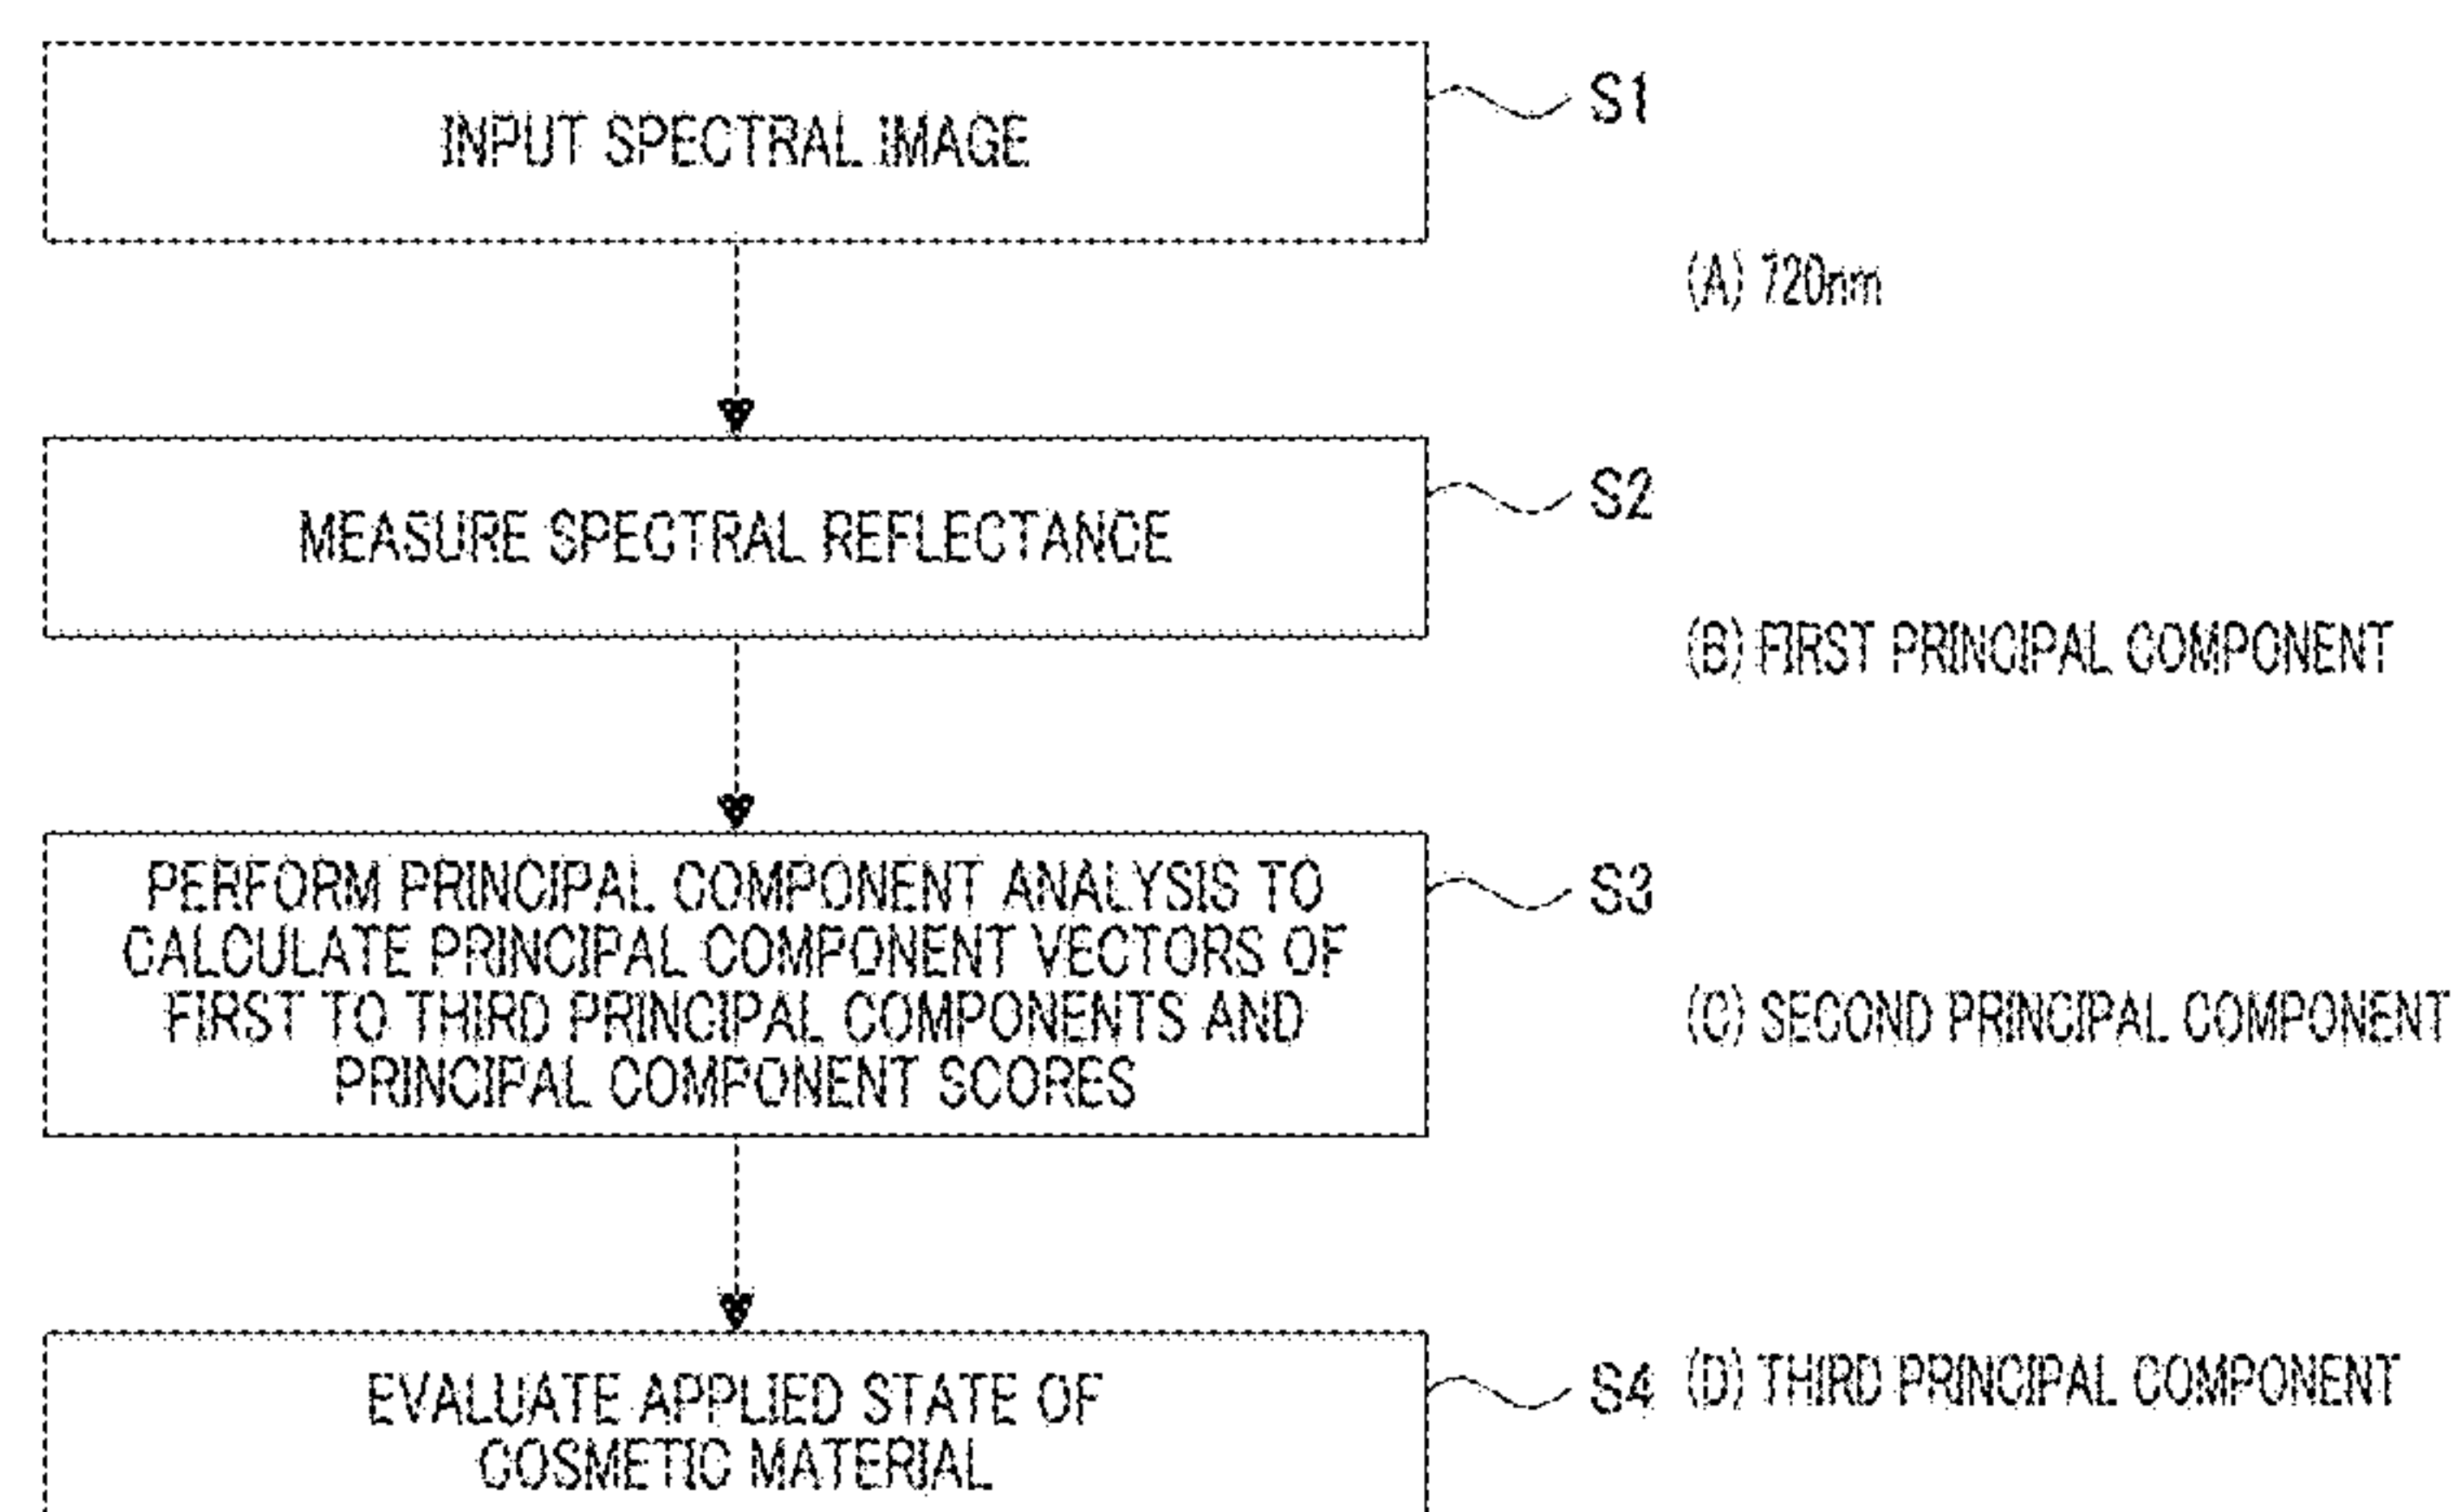 INPUT SPECTRAL IMAGE
S1
(A) 720nm
MEASURE SPECTRAL REFLECTANCE
S2
(B) FIRST PRINCIPAL COMPONENT
PERFORM PRINCIPAL COMPONENT ANALYSIS TO
CALCULATE PRINCIPAL COMPONENT VECTORS OF
FIRST TO THIRD PRINCIPAL COMPONENTS AND
PRINCIPAL COMPONENT SCORES
S3
(C) SECOND PRINCIPAL COMPONENT
EVALUATE APPLIED STATE OF
COSMETIC MATERIAL
S4
(D) THIRD PRINCIPAL COMPONENT